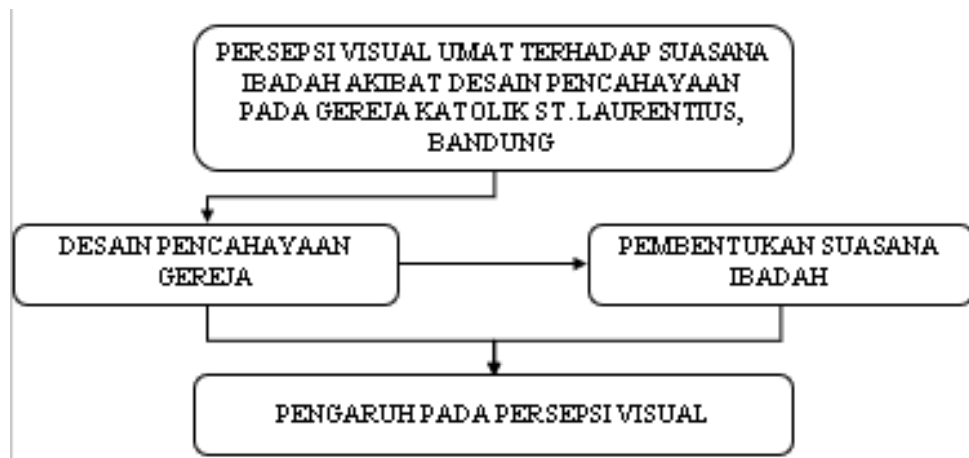 PERSEPSI VISUAL UMAT TERHADAP SUASANA
IBADAH AKIBAT DESAIN PENCAHAYAAN
PADA GEREJA KATOLIK ST. LAURENTIUS,
BANDUNG
DESAIN PENCAHAYAAN
GEREJA
PEMBENTUKAN SUASANA
IBADAH
PENGARUH PADA PERSEPSI VISUAL